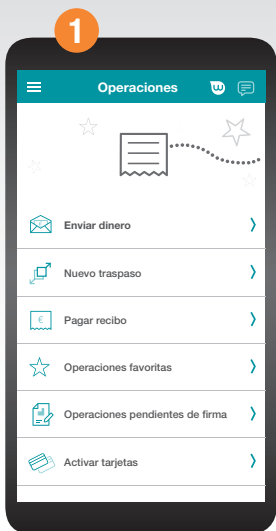 1
Operaciones
Enviar dinero
Nuevo traspaso
€
Pagar recibo
Operaciones favoritas
Operaciones pendientes de firma
Activar tarjetas